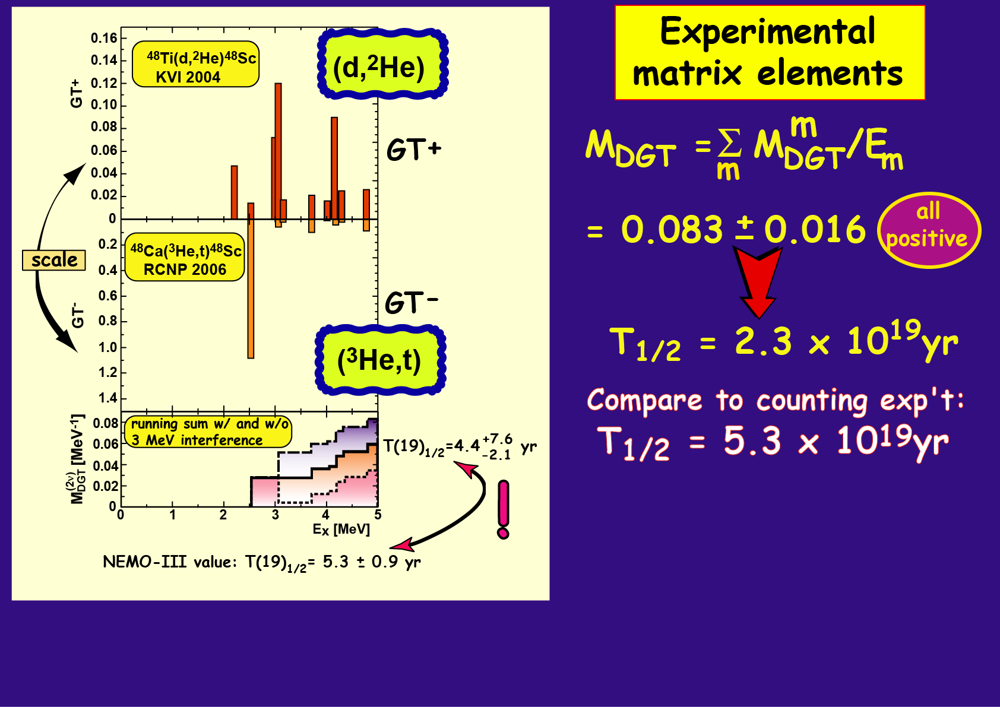 0.16
0.14
0.12
0.10
0.08
0.06
0.04
0.02
0
GT+
48Ti(d,2He)48Sc
KVI 2004
(d,2He)
GT+
scale
0.2
0.4
0.6
0.8
1.0
1.2
1.4
GT-
48Ca(3He,t)48Sc
RCNP 2006
GT-
(3He,t)
0.08
0.06
0.04
0.02
0
M(2ν)DGT [MeV-1]
running sum w/ and w/o
3 MeV interference
0 1 2 3 4 5
Ex [MeV]
T(19)1/2=4.4+7.6-2.1 yr
!
NEMO-III value: T(19)1/2= 5.3 ± 0.9 yr
Experimental
matrix elements
MDGT =Σm MmDGT/Em
= 0.083 ± 0.016
all
positive
T1/2 = 2.3 x 1019yr
Compare to counting exp't:
T1/2 = 5.3 x 1019yr